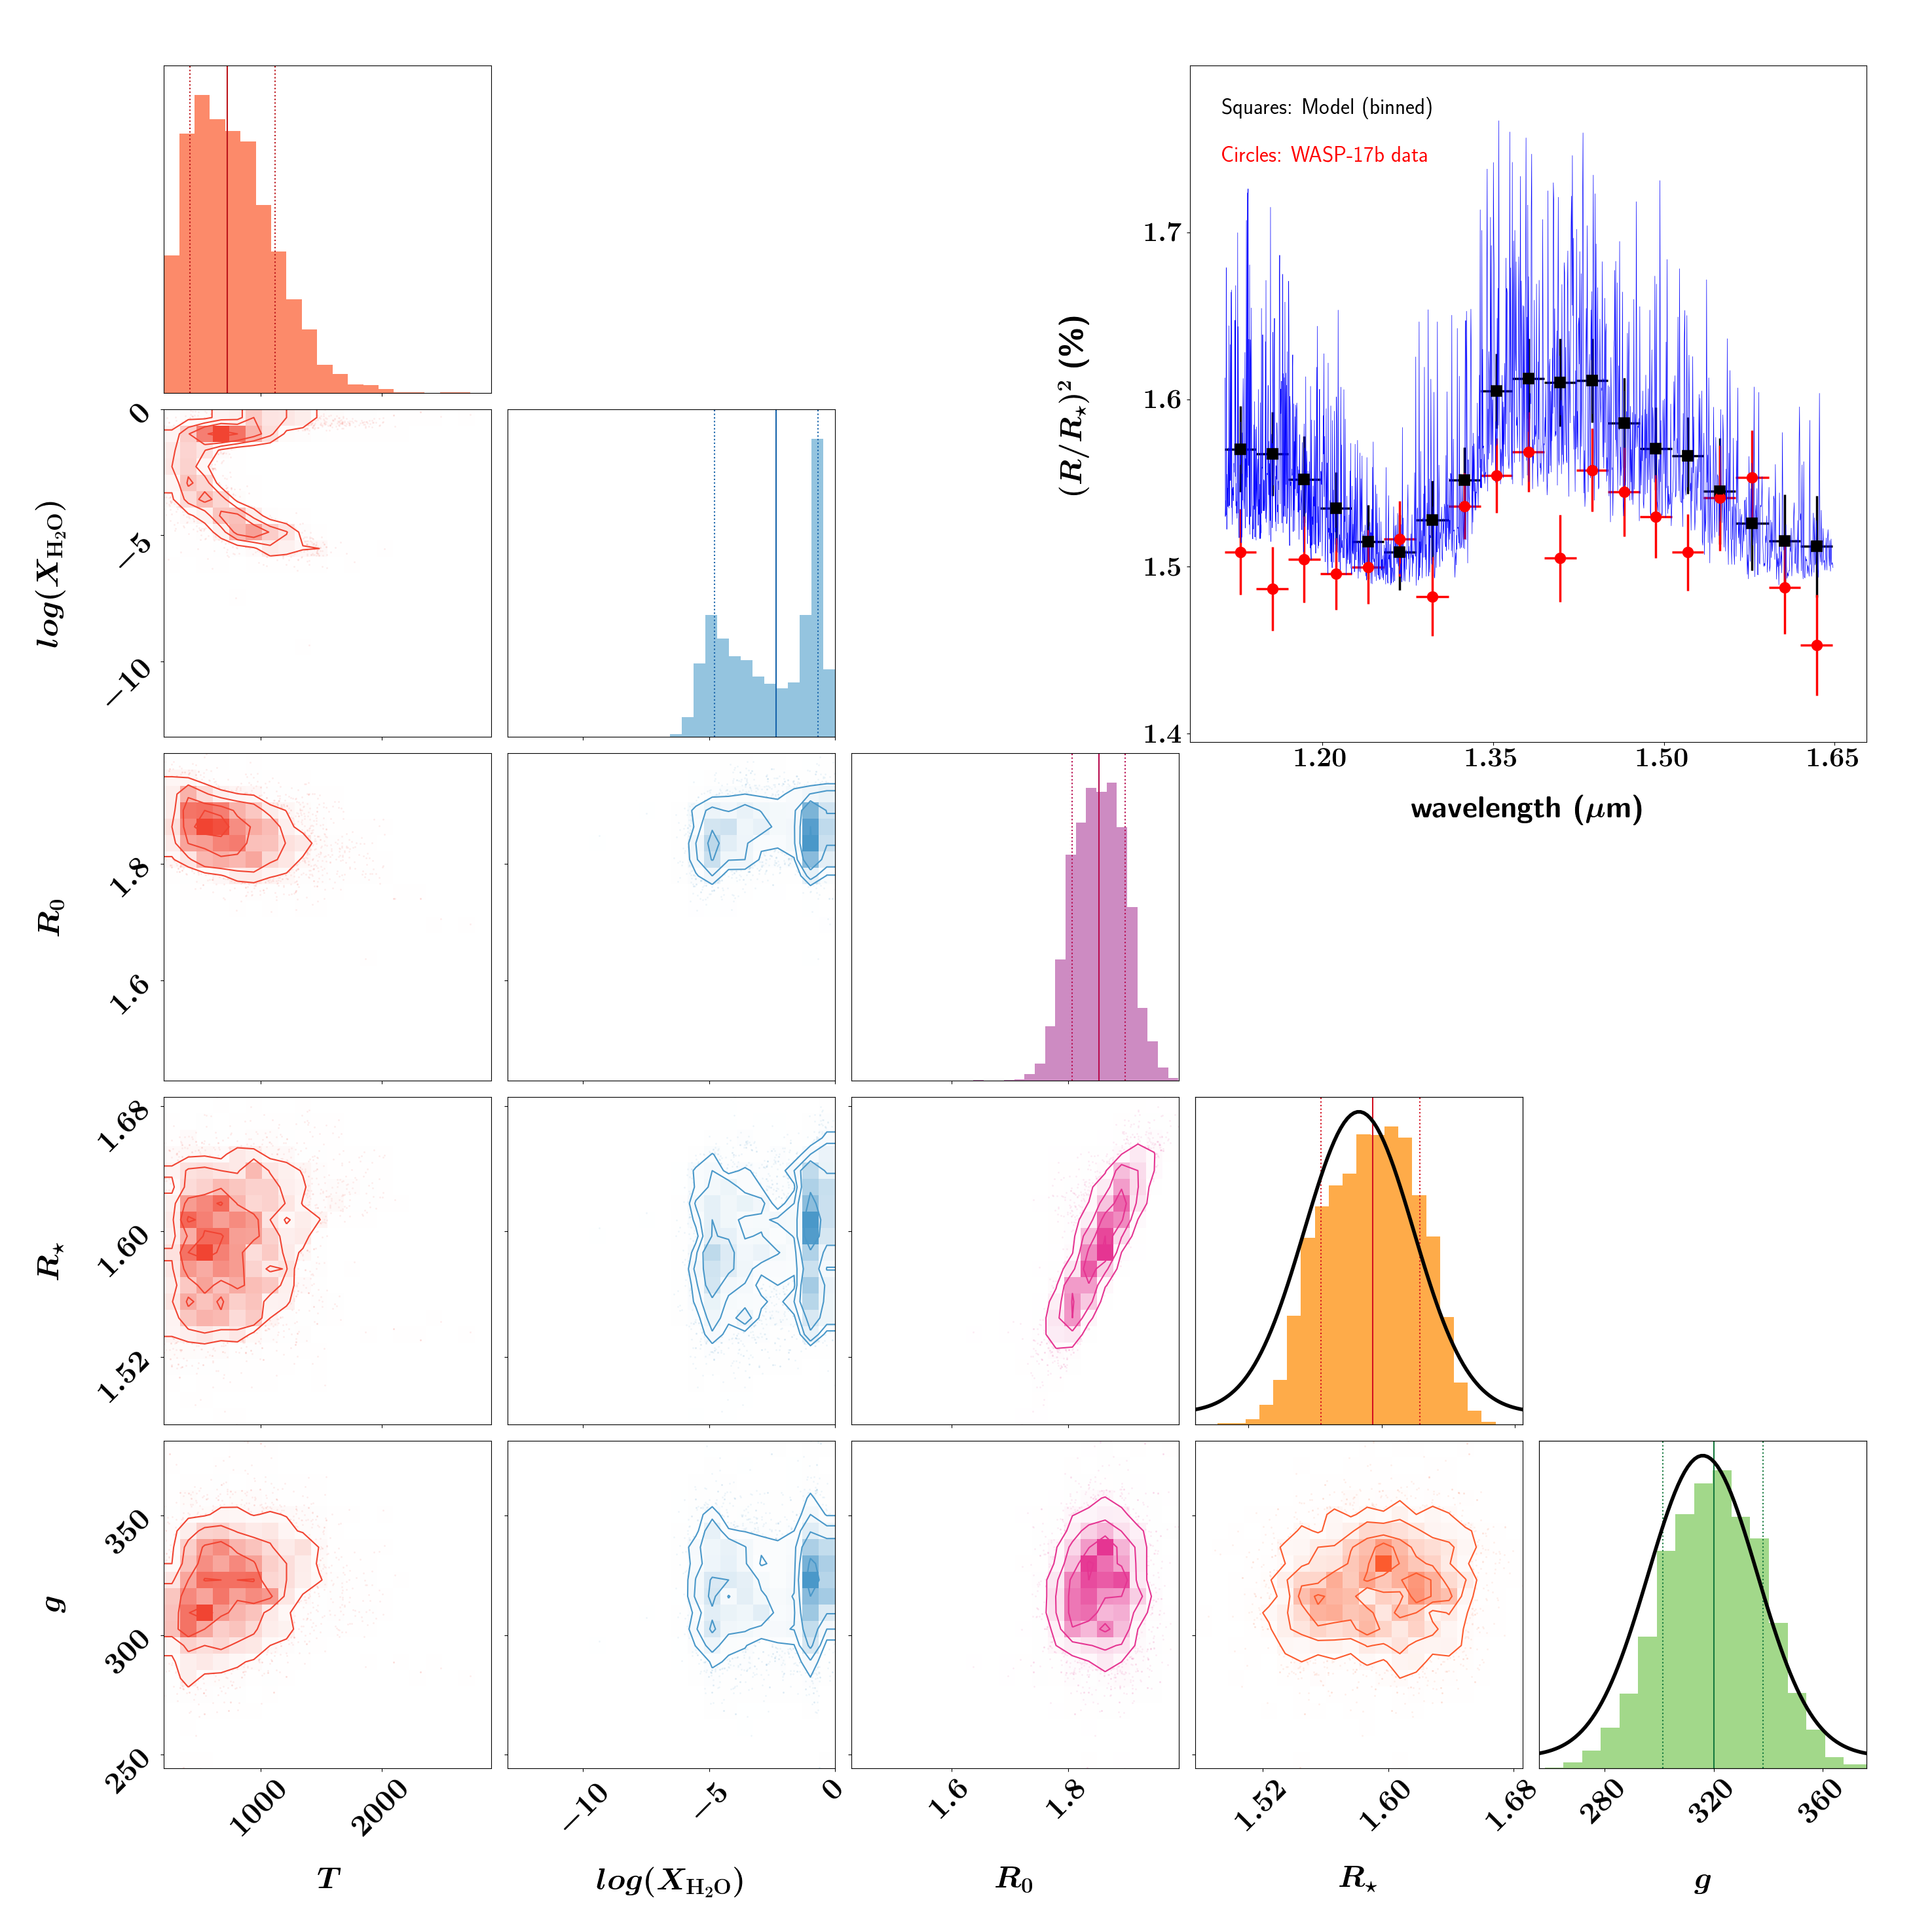 Squares: Model (binned)
Circles: WASP-17b data
(R/R⋆)² (%)
1.7
1.6
1.5
1.4
1.20 1.35 1.50 1.65
wavelength (μm)
log(X_H₂O)
0
−5
−10
R₀
1.8
1.6
R⋆
1.68
1.60
1.52
g
350
300
250
1000 2000
−10 −5 0
1.6 1.8
1.52 1.60 1.68
280 320 360
T log(X_H₂O) R₀ R⋆ g